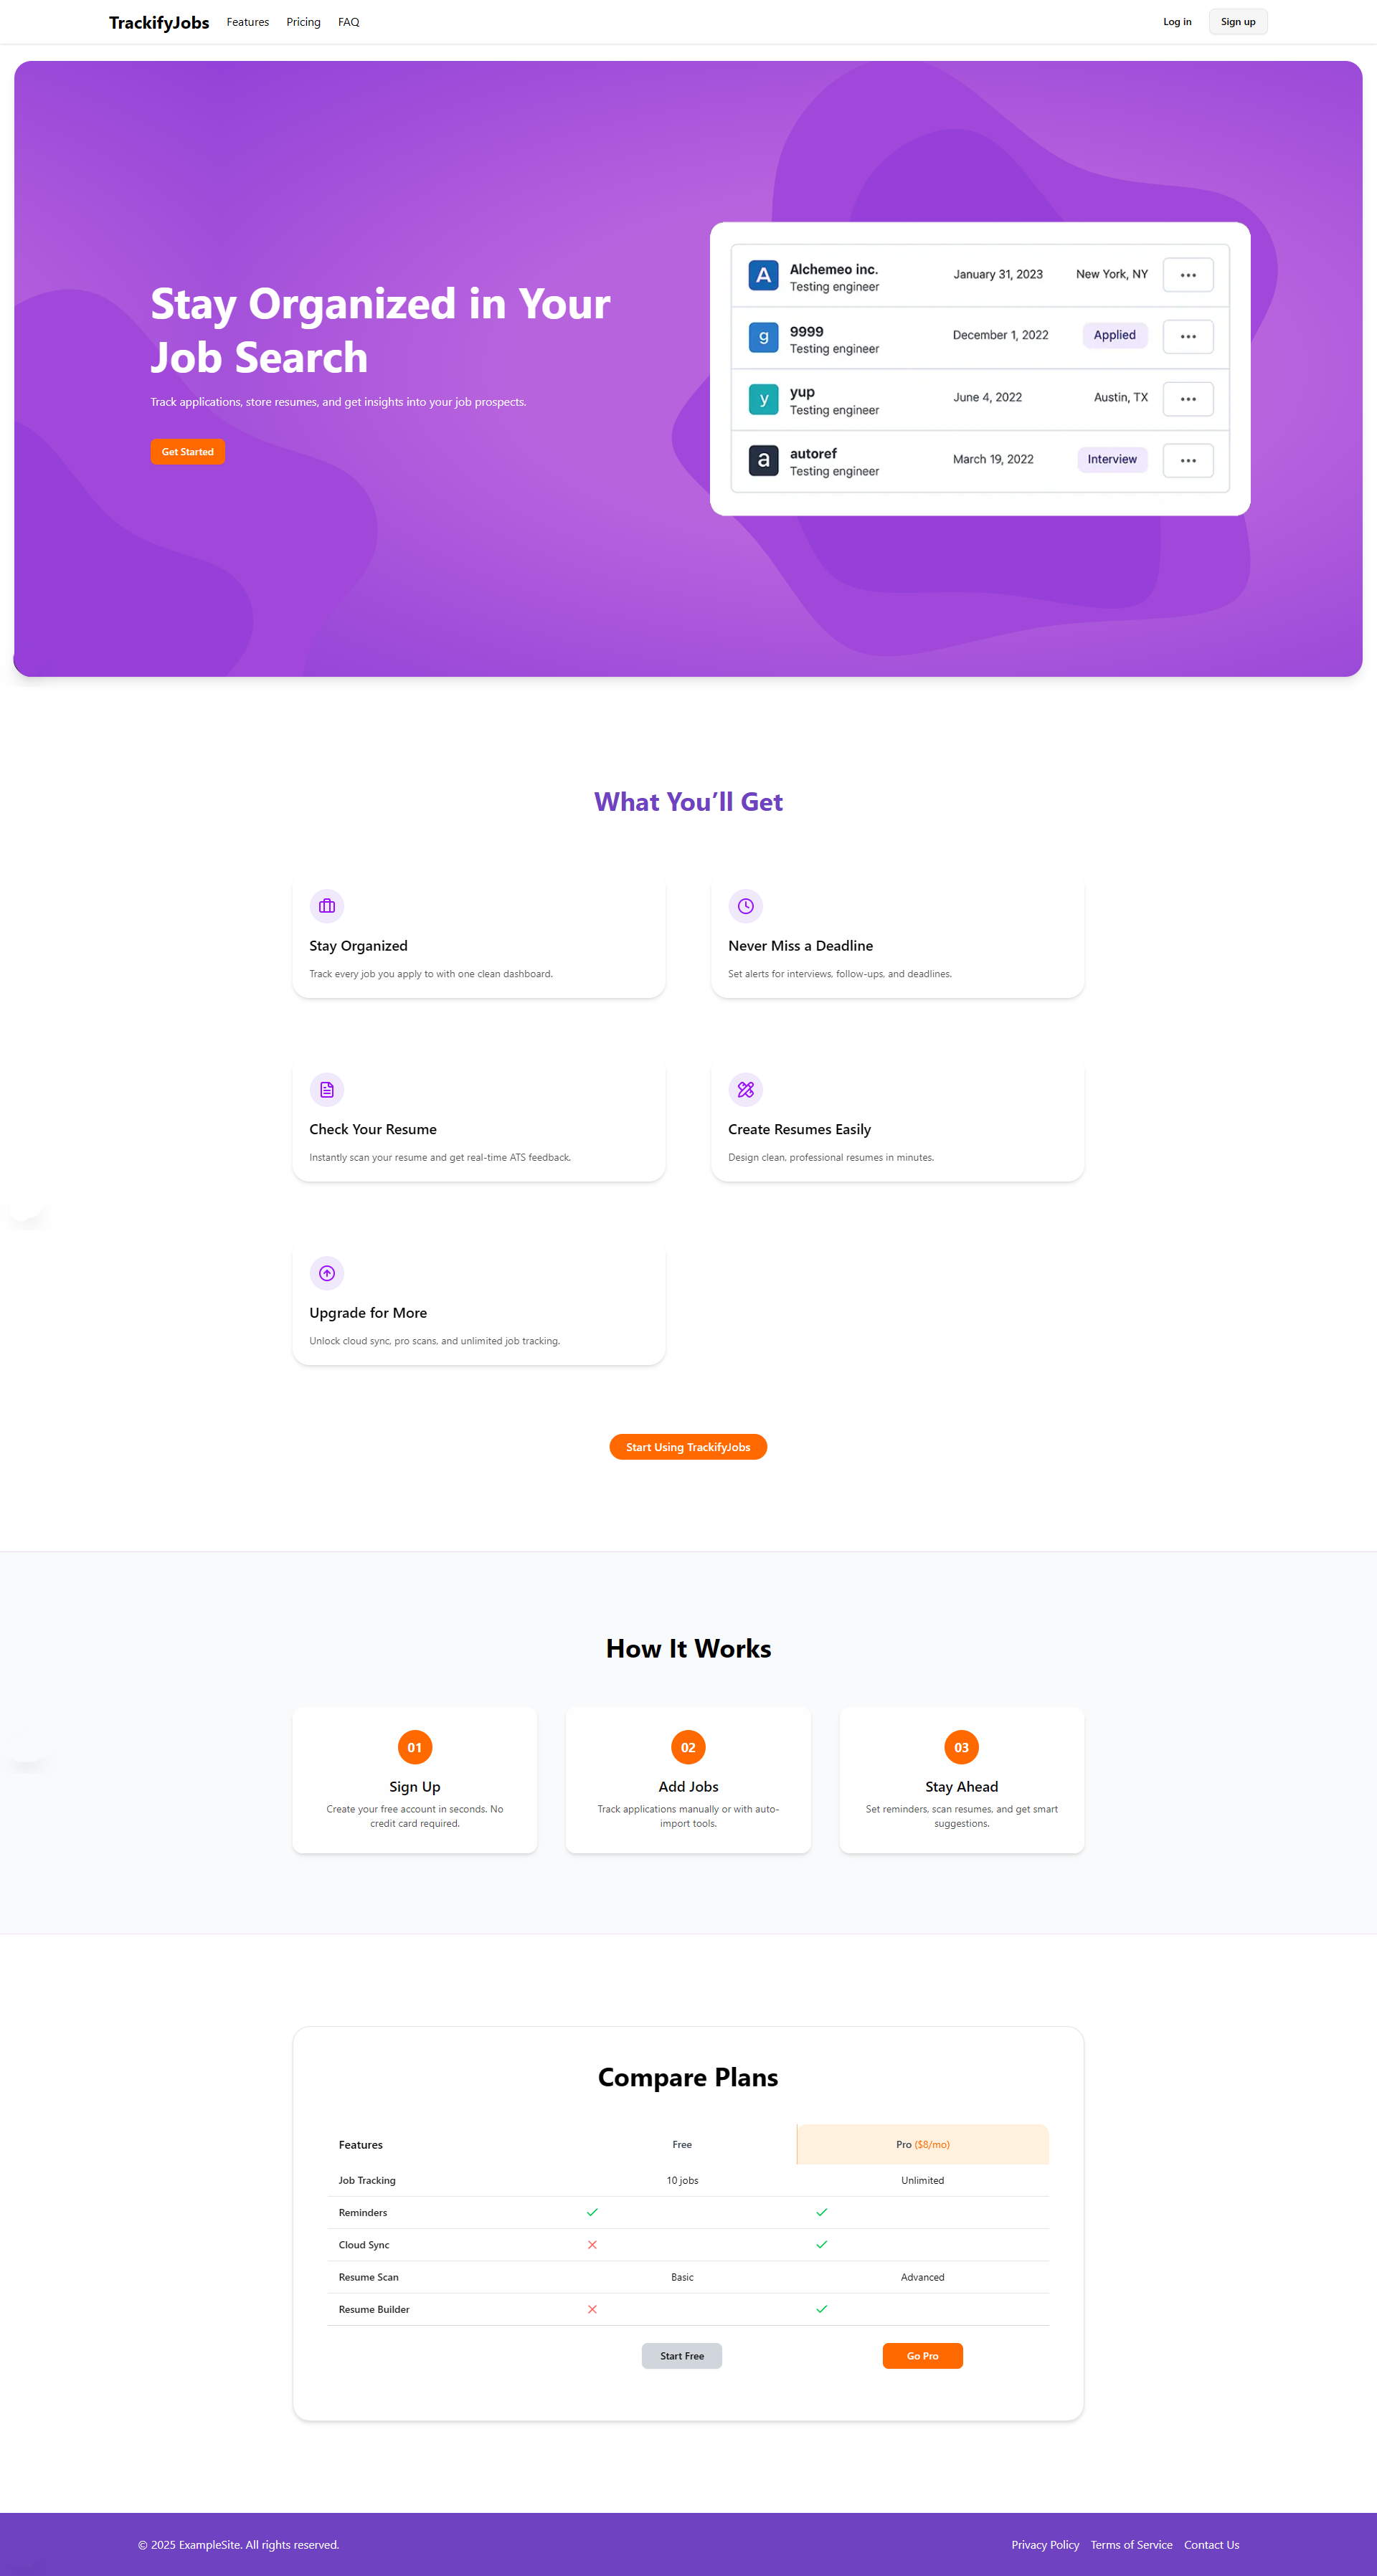 TrackifyJobs Features Pricing FAQ Log in Sign up
Stay Organized in Your
Job Search
Track applications, store resumes, and get insights into your job prospects.
Get Started
A Alchemeo inc. January 31, 2023 New York, NY
Testing engineer
g 9999 December 1, 2022 Applied
Testing engineer
y yup June 4, 2022 Austin, TX
Testing engineer
a autoref March 19, 2022 Interview
Testing engineer
What You’ll Get
Stay Organized
Track every job you apply to with one clean dashboard.
Never Miss a Deadline
Set alerts for interviews, follow-ups, and deadlines.
Check Your Resume
Instantly scan your resume and get real-time ATS feedback.
Create Resumes Easily
Design clean, professional resumes in minutes.
Upgrade for More
Unlock cloud sync, pro scans, and unlimited job tracking.
Start Using TrackifyJobs
How It Works
01
Sign Up
Create your free account in seconds. No
credit card required.
02
Add Jobs
Track applications manually or with auto-
import tools.
03
Stay Ahead
Set reminders, scan resumes, and get smart
suggestions.
Compare Plans
Features Free Pro ($8/mo)
Job Tracking 10 jobs Unlimited
Reminders
Cloud Sync
Resume Scan Basic Advanced
Resume Builder
Start Free Go Pro
© 2025 ExampleSite. All rights reserved. Privacy Policy Terms of Service Contact Us